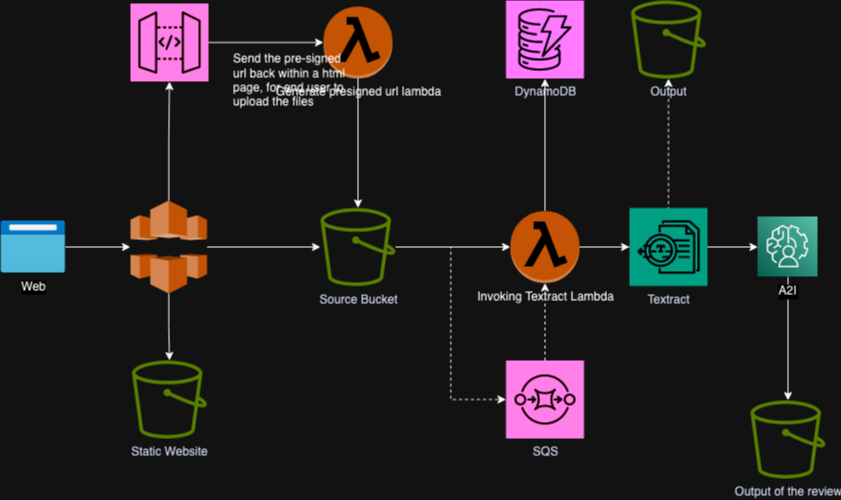 Send the pre-signed
url back within a html
page, for end user to
upload the files
Generate presigned url lambda
DynamoDB
Output
Web
Source Bucket
Invoking Textract Lambda
Textract
A2I
Static Website
SQS
Output of the review